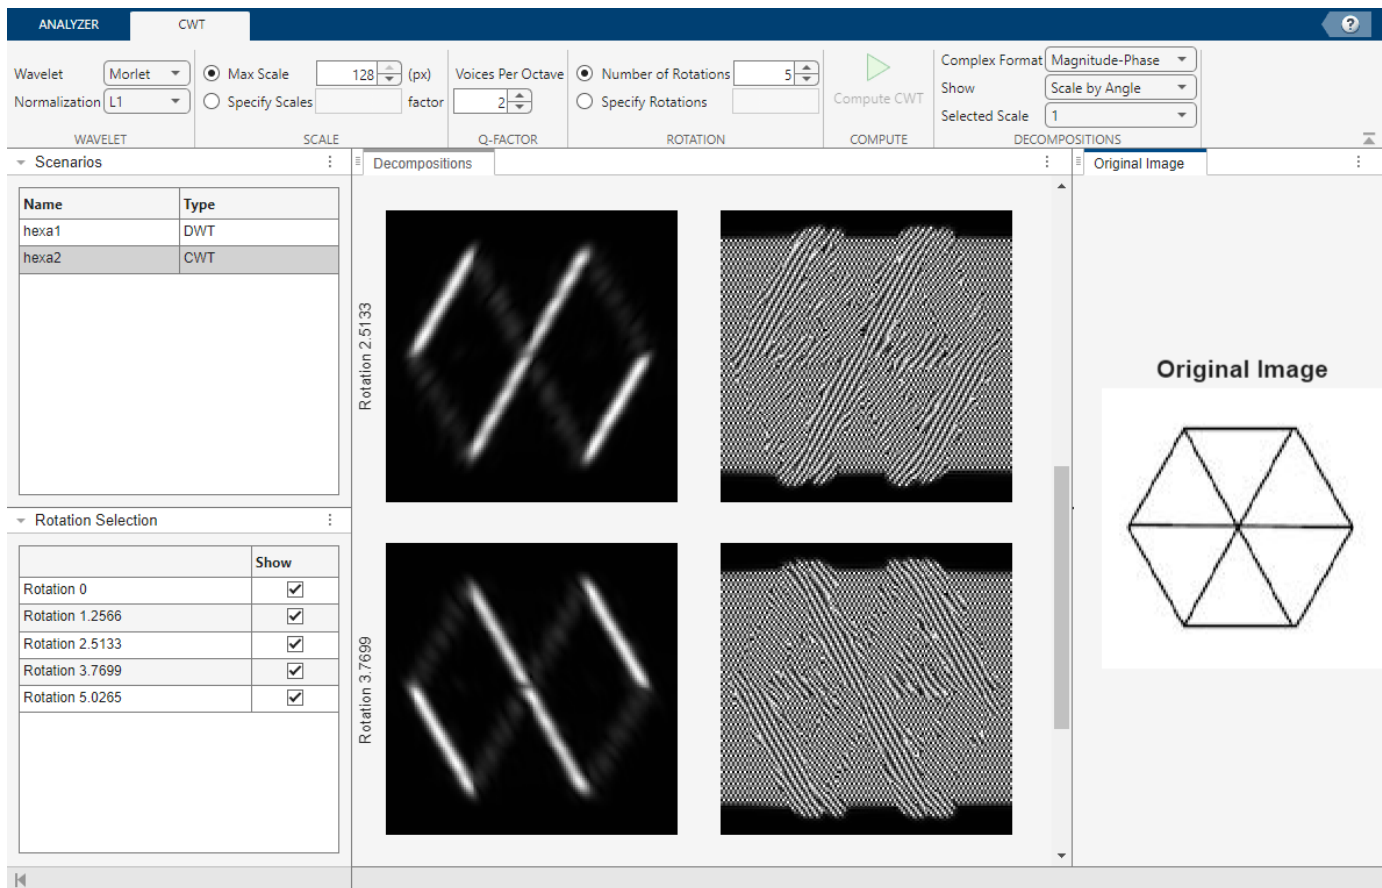 ANALYZER CWT ?
Wavelet Morlet Max Scale 128 (px) Voices Per Octave Number of Rotations 5 Complex Format Magnitude-Phase
Normalization L1 Specify Scales factor 2 Specify Rotations Compute CWT Show Scale by Angle
Selected Scale 1
WAVELET SCALE Q-FACTOR ROTATION COMPUTE DECOMPOSITIONS
Scenarios
Name Type
hexa1 DWT
hexa2 CWT
Rotation Selection
Show
Rotation 0
Rotation 1.2566
Rotation 2.5133
Rotation 3.7699
Rotation 5.0265
Decompositions
Rotation 2.5133
Rotation 3.7699
Original Image
Original Image